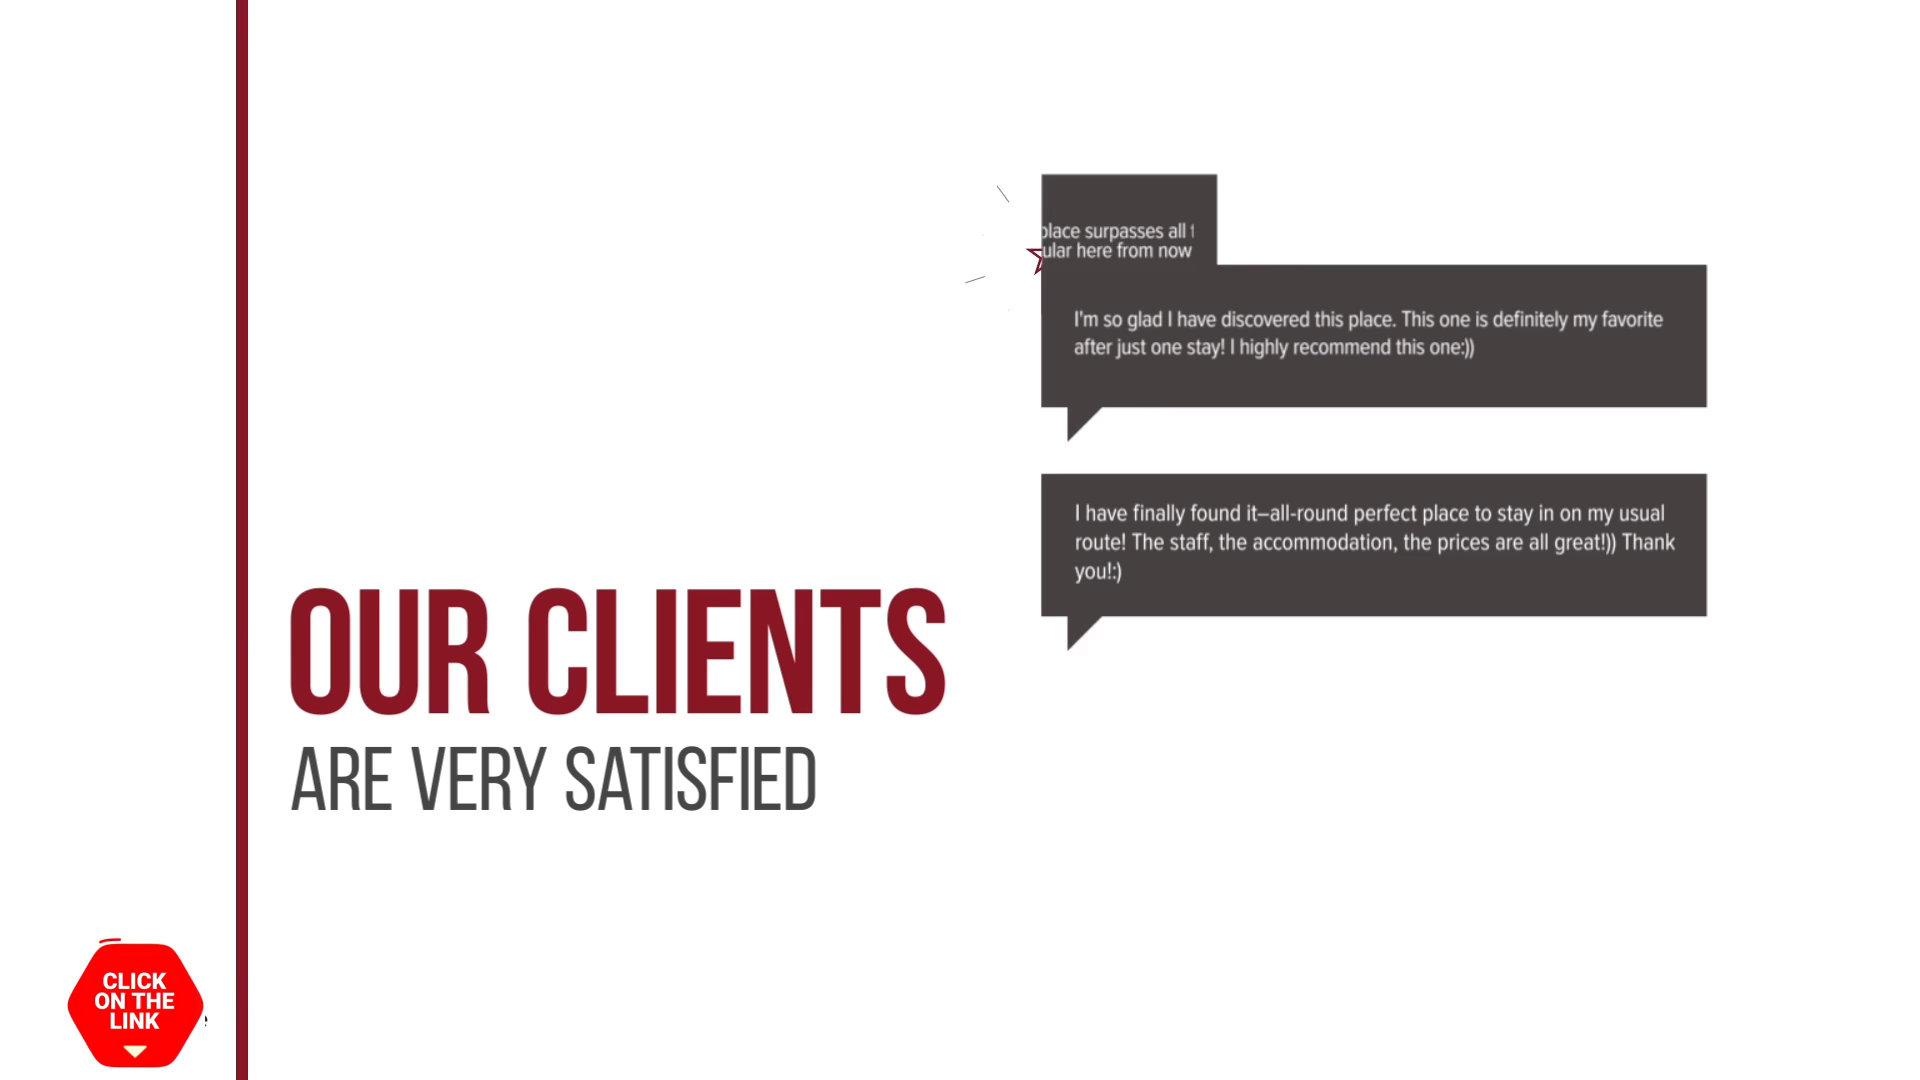 place surpasses all
here from now
I'm so glad I have discovered this place. This one is definitely my favorite
after just one stay! I highly recommend this one:))
I have finally found it–all-round perfect place to stay in on my usual
route! The staff, the accommodation, the prices are all great!)) Thank
you!:)
OUR CLIENTS
ARE VERY SATISFIED
CLICK
ON THE
LINK